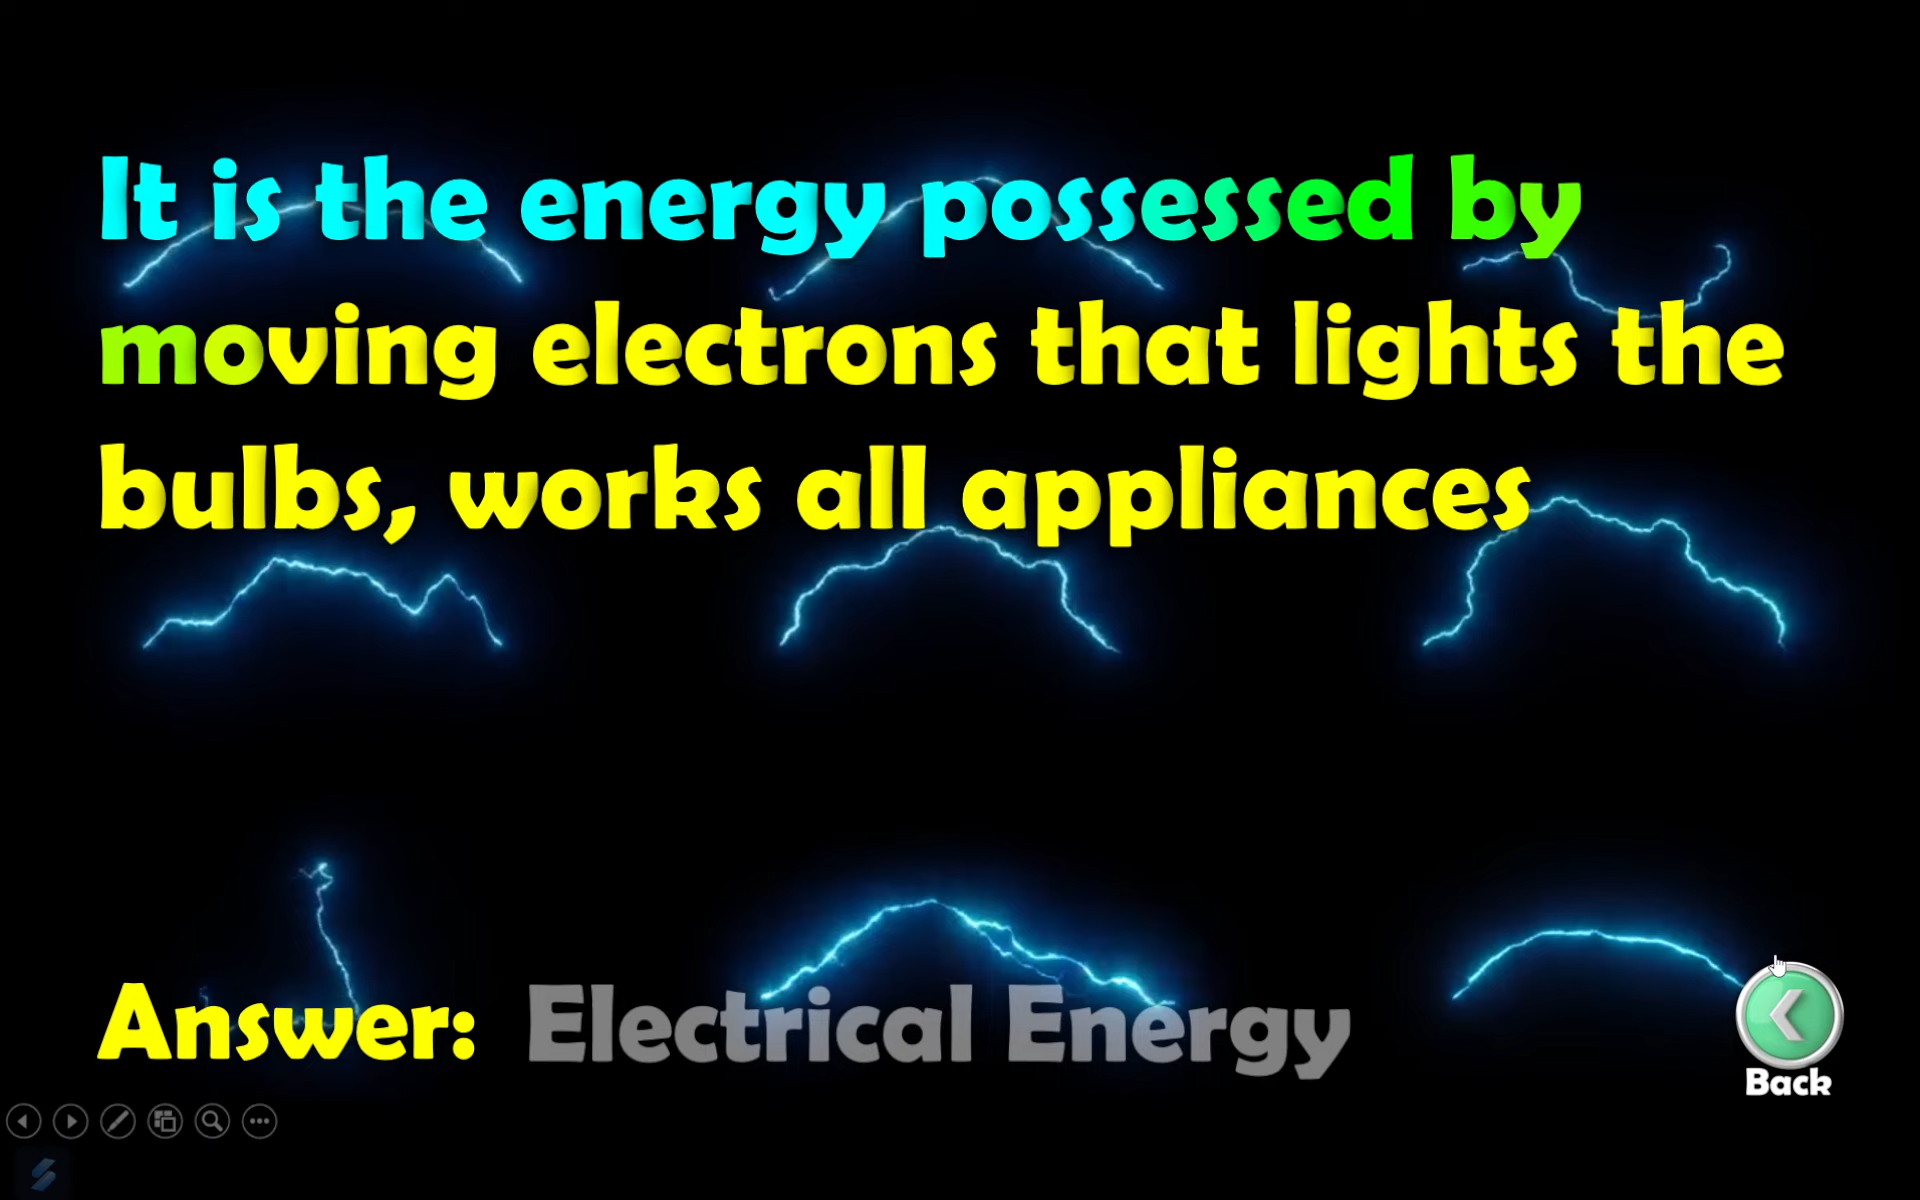 It is the energy possessed by
moving electrons that lights the
bulbs, works all appliances
Answer: Electrical Energy
Back